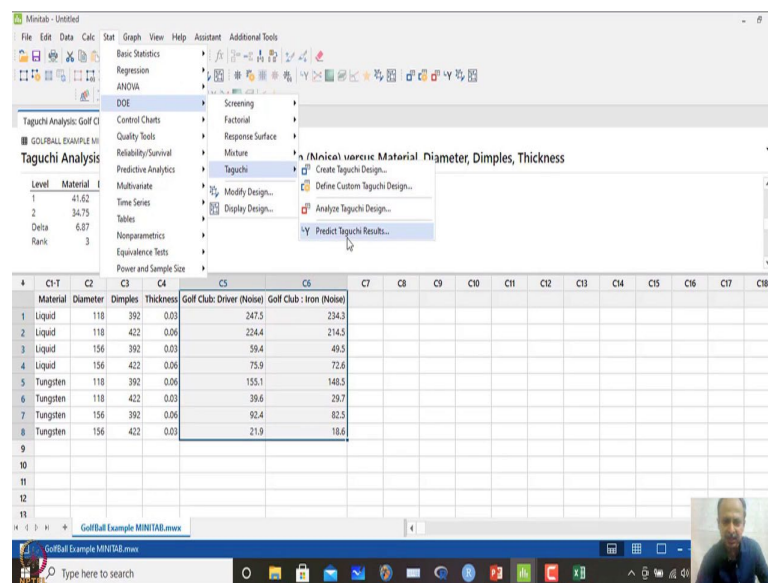 Minitab - Untitled
File Edit Data Calc Stat Graph View Help Assistant Additional Tools
Basic Statistics
Regression
ANOVA
DOE
Control Charts
Quality Tools
Reliability/Survival
Predictive Analytics
Multivariate
Time Series
Tables
Nonparametrics
Equivalence Tests
Power and Sample Size
Screening
Factorial
Response Surface
Mixture
Taguchi
Modify Design...
Display Design...
Create Taguchi Design...
Define Custom Taguchi Design...
Analyze Taguchi Design...
Predict Taguchi Results...
Taguchi Analysis: Golf Cl
GOLFBALL EXAMPLE MI
Taguchi Analysis n (Noise) versus Material, Diameter, Dimples, Thickness
Level Material
1 41.62
2 34.75
Delta 6.87
Rank 3
C1-T C2 C3 C4 C5 C6 C7 C8 C9 C10 C11 C12 C13 C14 C15 C16 C17 C18
Material Diameter Dimples Thickness Golf Club: Driver (Noise) Golf Club : Iron (Noise)
1 Liquid 118 392 0.03 247.5 234.3
2 Liquid 118 422 0.06 224.4 214.5
3 Liquid 156 392 0.03 59.4 49.5
4 Liquid 156 422 0.06 75.9 72.6
5 Tungsten 118 392 0.06 155.1 148.5
6 Tungsten 118 422 0.03 39.6 29.7
7 Tungsten 156 392 0.06 92.4 82.5
8 Tungsten 156 422 0.03 21.9 18.6
9
10
11
12
13
GolfBall Example MINITAB.mwx
GolfBall Example MINITAB.mwx
Type here to search
NPTEL